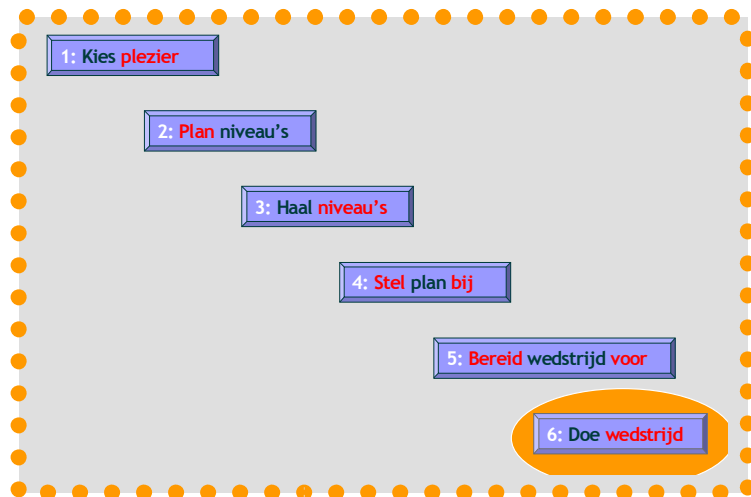 1: Kies plezier
2: Plan niveau’s
3: Haal niveau’s
4: Stel plan bij
5: Bereid wedstrijd voor
6: Doe wedstrijd